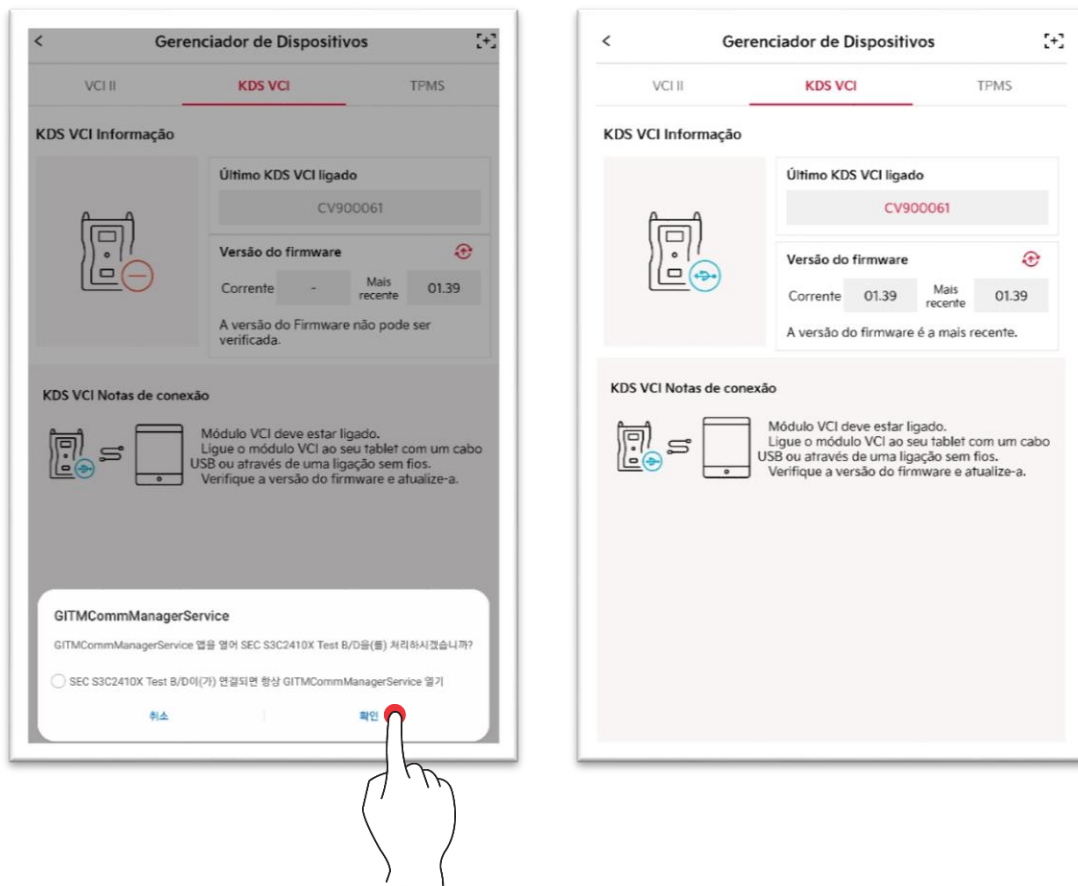 <
Gerenciador de Dispositivos
VCI II
KDS VCI
TPMS
KDS VCI Informação
Último KDS VCI ligado
CV900061
Versão do firmware
Corrente
-
Mais
recente
01.39
A versão do Firmware não pode ser
verificada.
KDS VCI Notas de conexão
Módulo VCI deve estar ligado.
Ligue o módulo VCI ao seu tablet com um cabo
USB ou através de uma ligação sem fios.
Verifique a versão do firmware e atualize-a.
GITMCommManagerService
GITMCommManagerService 앱을 열어 SEC S3C2410X Test B/D을(를) 처리하시겠습니까?
SEC S3C2410X Test B/D이(가) 연결되면 항상 GITMCommManagerService 열기
취소
확인
<
Gerenciador de Dispositivos
VCI II
KDS VCI
TPMS
KDS VCI Informação
Último KDS VCI ligado
CV900061
Versão do firmware
Corrente
01.39
Mais
recente
01.39
A versão do firmware é a mais recente.
KDS VCI Notas de conexão
Módulo VCI deve estar ligado.
Ligue o módulo VCI ao seu tablet com um cabo
USB ou através de uma ligação sem fios.
Verifique a versão do firmware e atualize-a.